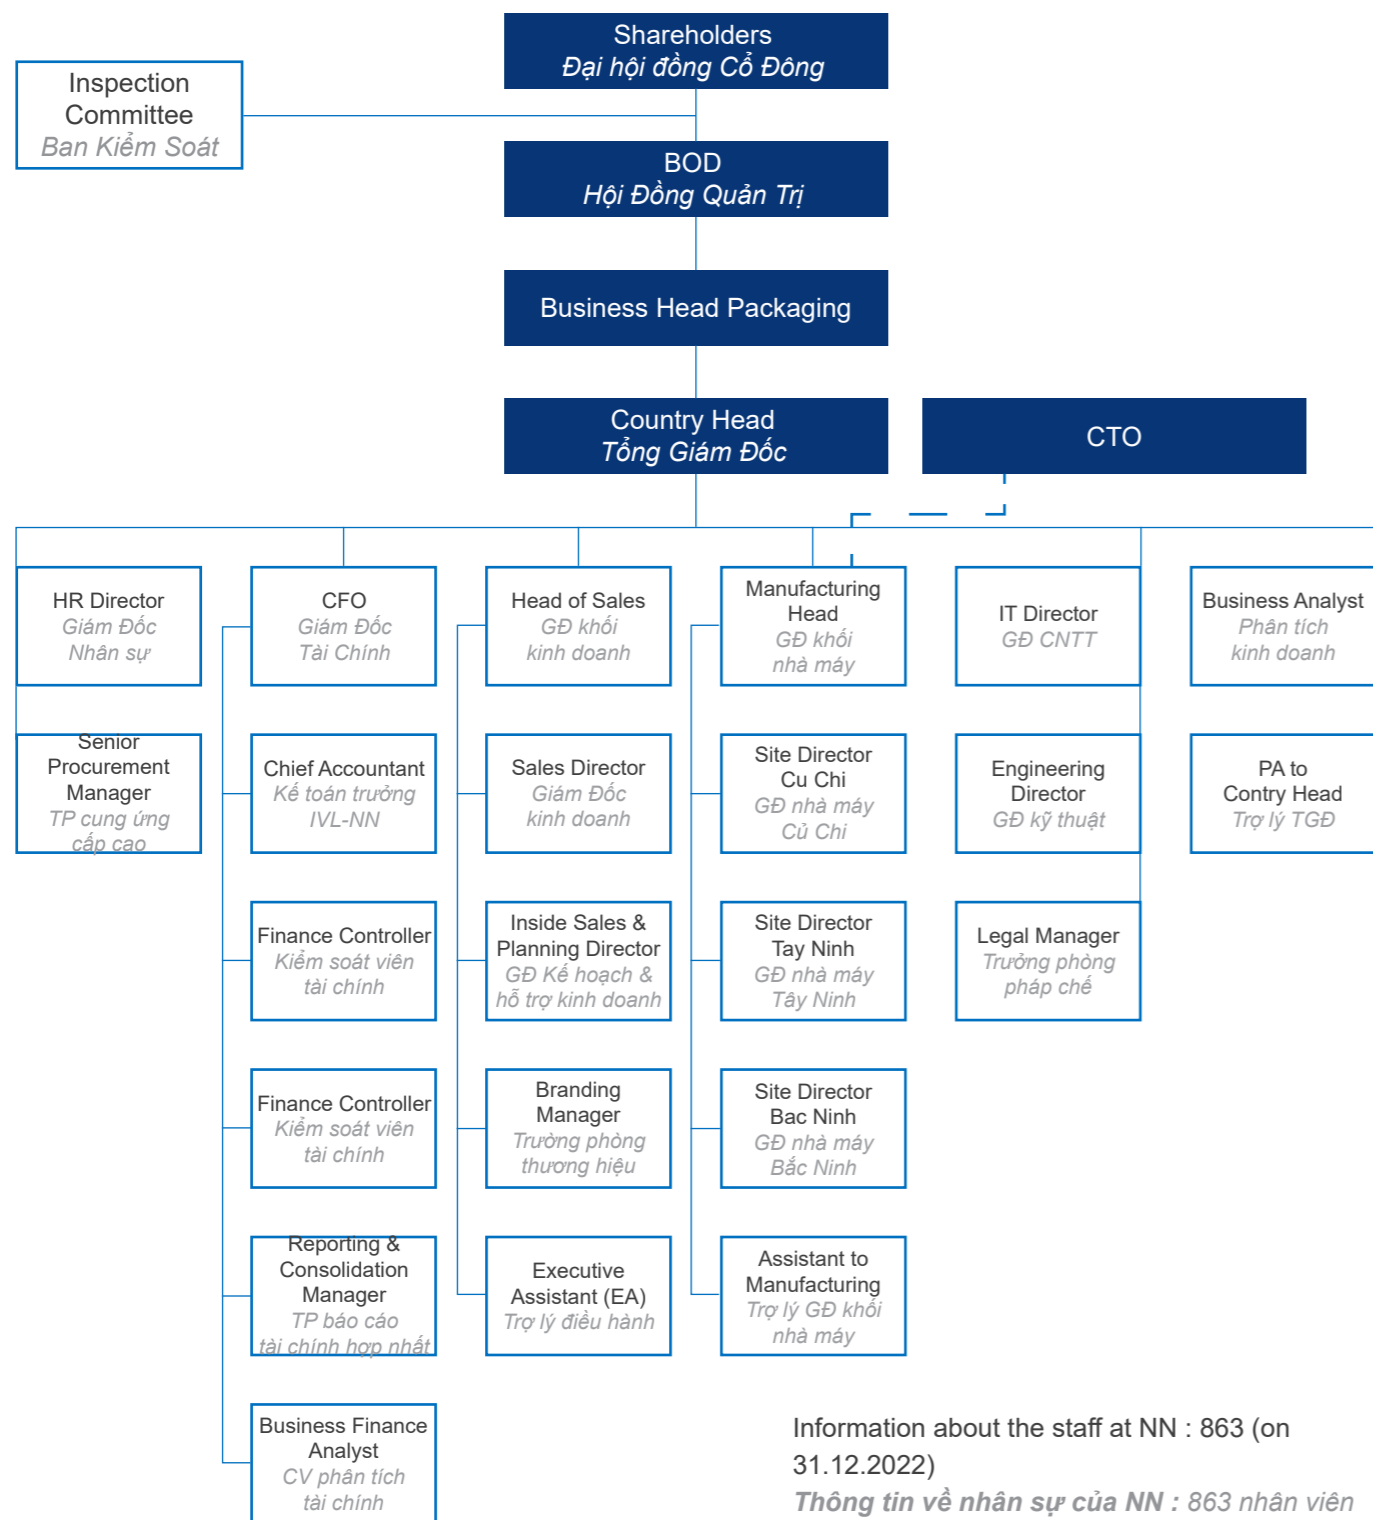 Shareholders
Đại hội đồng Cổ Đông
Inspection
Committee
Ban Kiểm Soát
BOD
Hội Đồng Quản Trị
Business Head Packaging
Country Head
Tổng Giám Đốc
CTO
HR Director
Giám Đốc
Nhân sự
CFO
Giám Đốc
Tài Chính
Head of Sales
GĐ khối
kinh doanh
Manufacturing
Head
GĐ khối
nhà máy
IT Director
GĐ CNTT
Business Analyst
Phân tích
kinh doanh
Senior
Procurement
Manager
TP cung ứng
cấp cao
Chief Accountant
Kế toán trưởng
IVL-NN
Sales Director
Giám Đốc
kinh doanh
Site Director
Cu Chi
GĐ nhà máy
Củ Chi
Engineering
Director
GĐ kỹ thuật
PA to
Contry Head
Trợ lý TGĐ
Finance Controller
Kiểm soát viên
tài chính
Inside Sales &
Planning Director
GĐ Kế hoạch &
hỗ trợ kinh doanh
Site Director
Tay Ninh
GĐ nhà máy
Tây Ninh
Legal Manager
Trưởng phòng
pháp chế
Finance Controller
Kiểm soát viên
tài chính
Branding
Manager
Trường phòng
thương hiệu
Site Director
Bac Ninh
GĐ nhà máy
Bắc Ninh
Reporting &
Consolidation
Manager
TP báo cáo
tài chính hợp nhất
Executive
Assistant (EA)
Trợ lý điều hành
Assistant to
Manufacturing
Trợ lý GĐ khối
nhà máy
Business Finance
Analyst
CV phân tích
tài chính
Information about the staff at NN : 863 (on
31.12.2022)
Thông tin về nhân sự của NN : 863 nhân viên